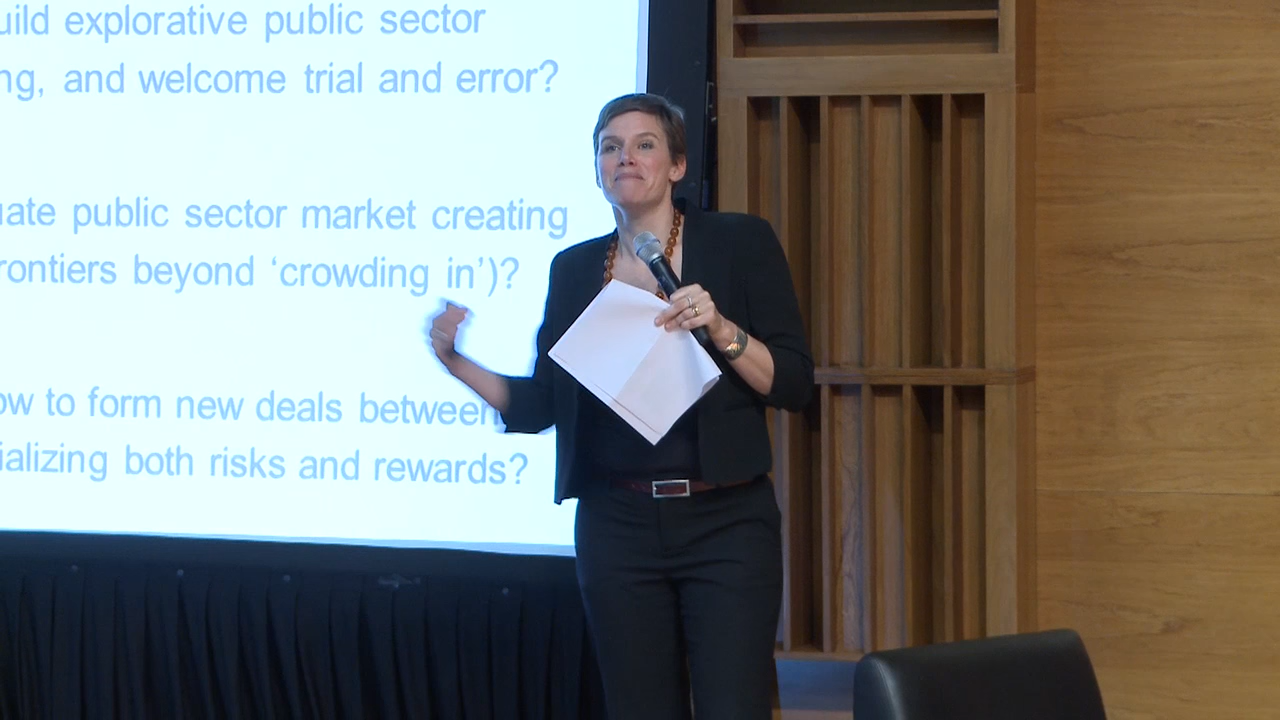 uild explorative public sector
ng, and welcome trial and error?
uate public sector market creating
rontiers beyond ‘crowding in’)?
ow to form new deals between
ializing both risks and rewards?